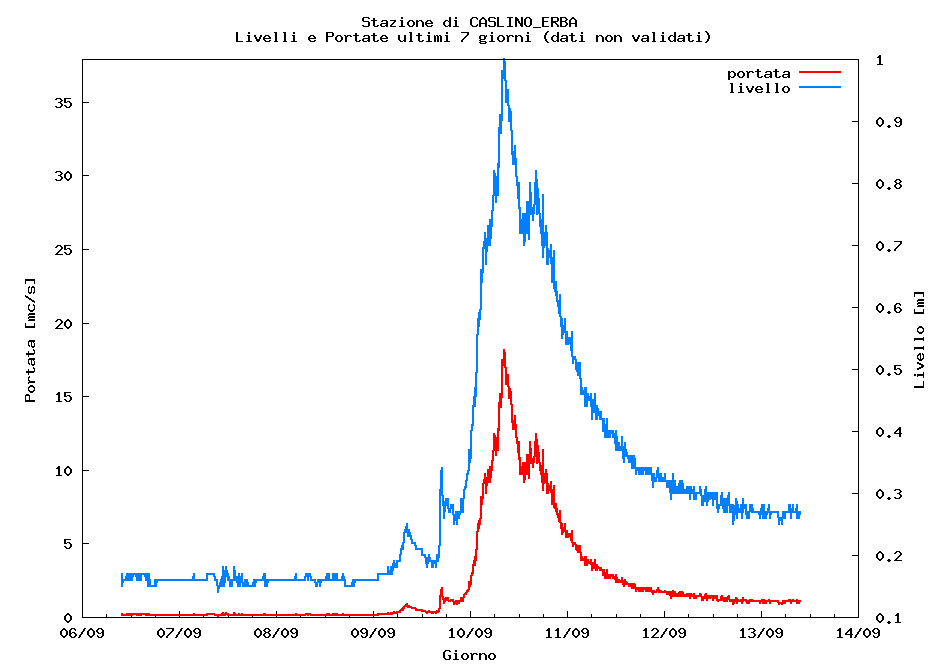 Stazione di CASLINO_ERBA
Livelli e Portate ultimi 7 giorni (dati non validati)
portata
livello
35
30
25
20
15
10
5
0
Portata [mc/s]
1
0.9
0.8
0.7
0.6
0.5
0.4
0.3
0.2
0.1
Livello [m]
06/09 07/09 08/09 09/09 10/09 11/09 12/09 13/09 14/09
Giorno